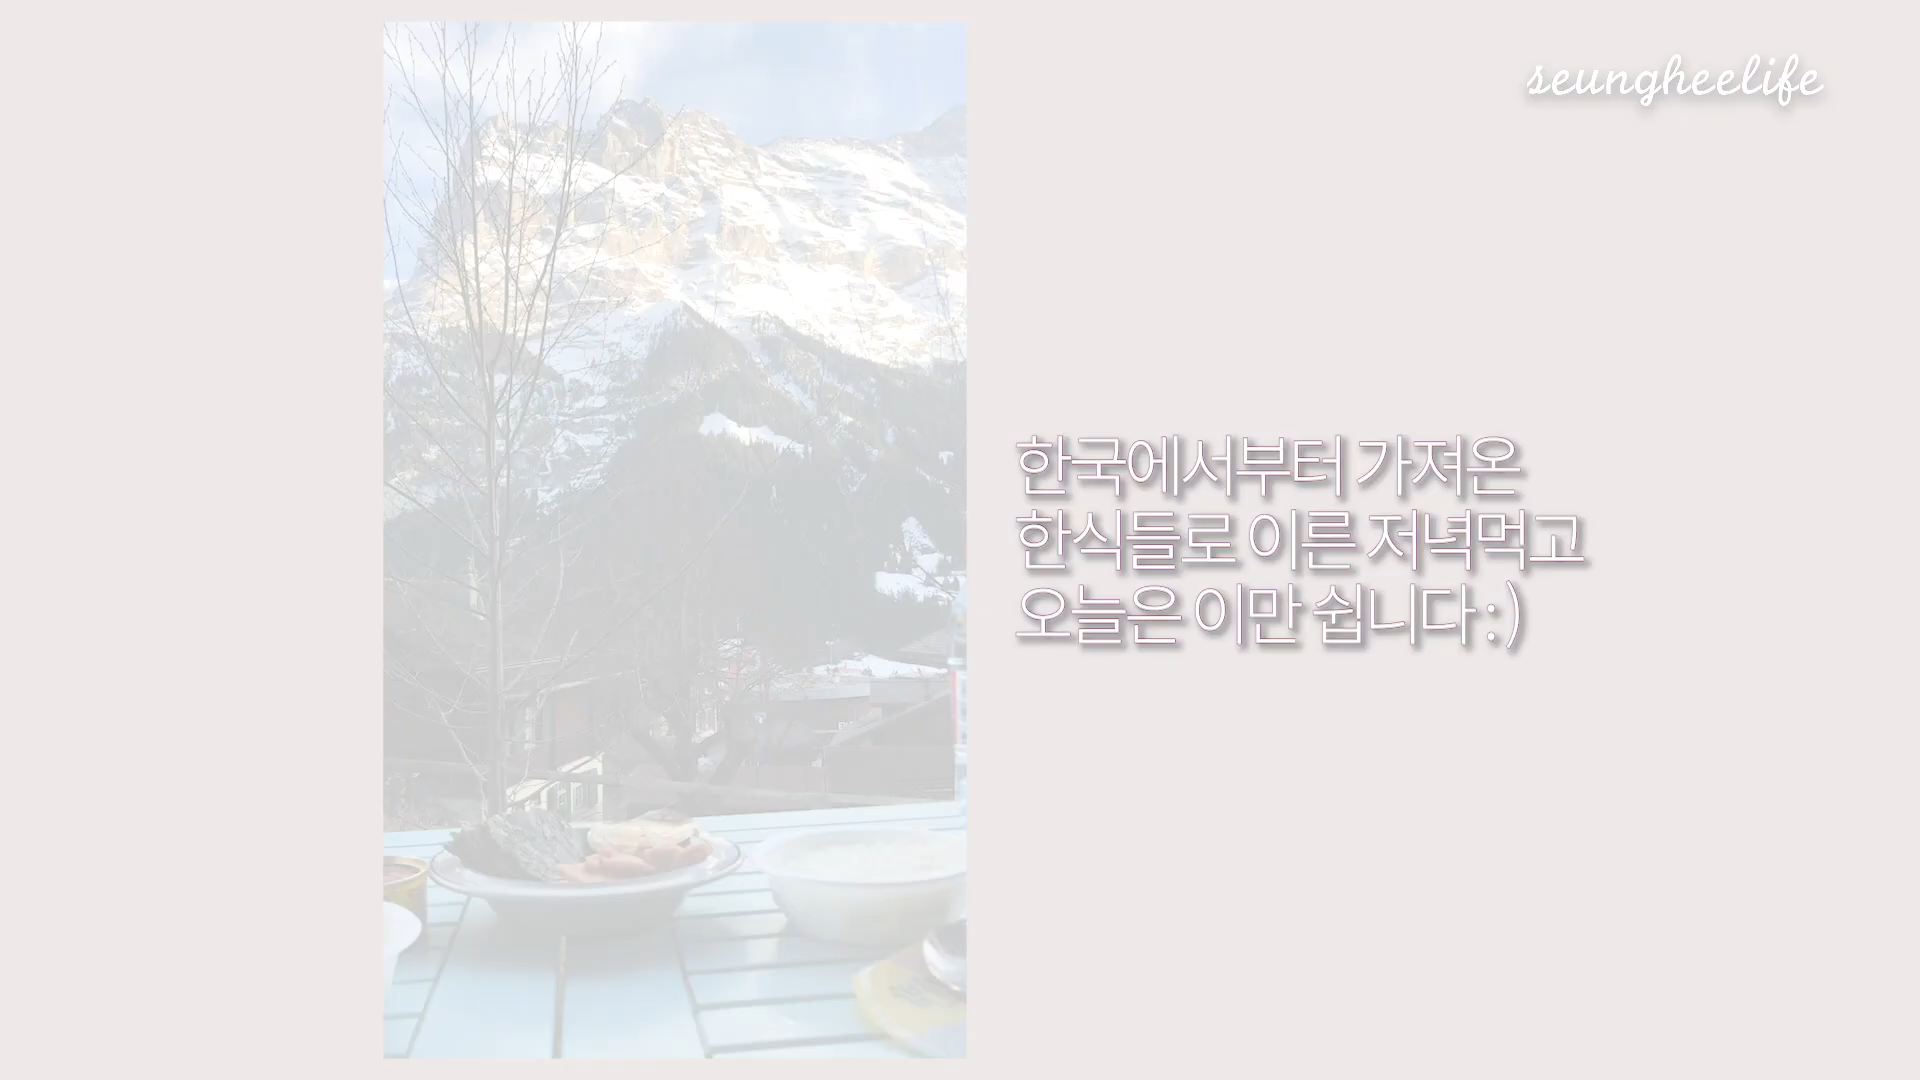 seungheelife
한국에서부터 가져온
한식들로 이른 저녁먹고
오늘은 이만 쉽니다 :)